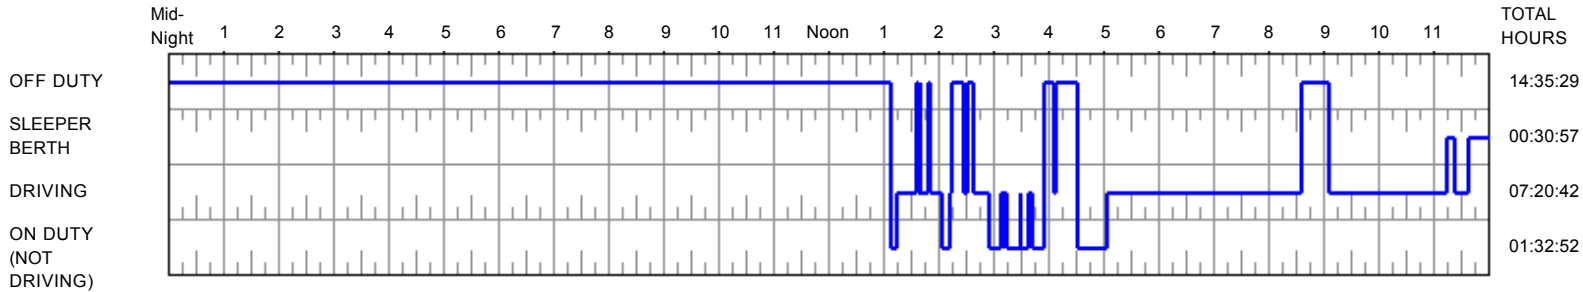 Mid-
Night 1 2 3 4 5 6 7 8 9 10 11 Noon 1 2 3 4 5 6 7 8 9 10 11
TOTAL
HOURS
OFF DUTY 14:35:29
SLEEPER
BERTH
00:30:57
DRIVING 07:20:42
ON DUTY
(NOT
DRIVING)
01:32:52